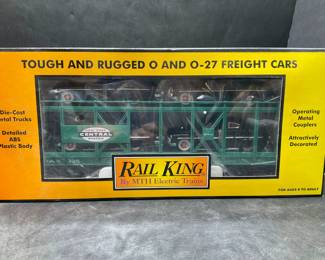 TOUGH AND RUGGED O AND O-27 FREIGHT CARS
Die-Cast
Metal Trucks
Detailed
ABS
Plastic Body
Operating
Metal
Couplers
Attractively
Decorated
CENTRAL
RAIL KING
By MTH Electric Trains
FOR AGES 8 TO ADULT